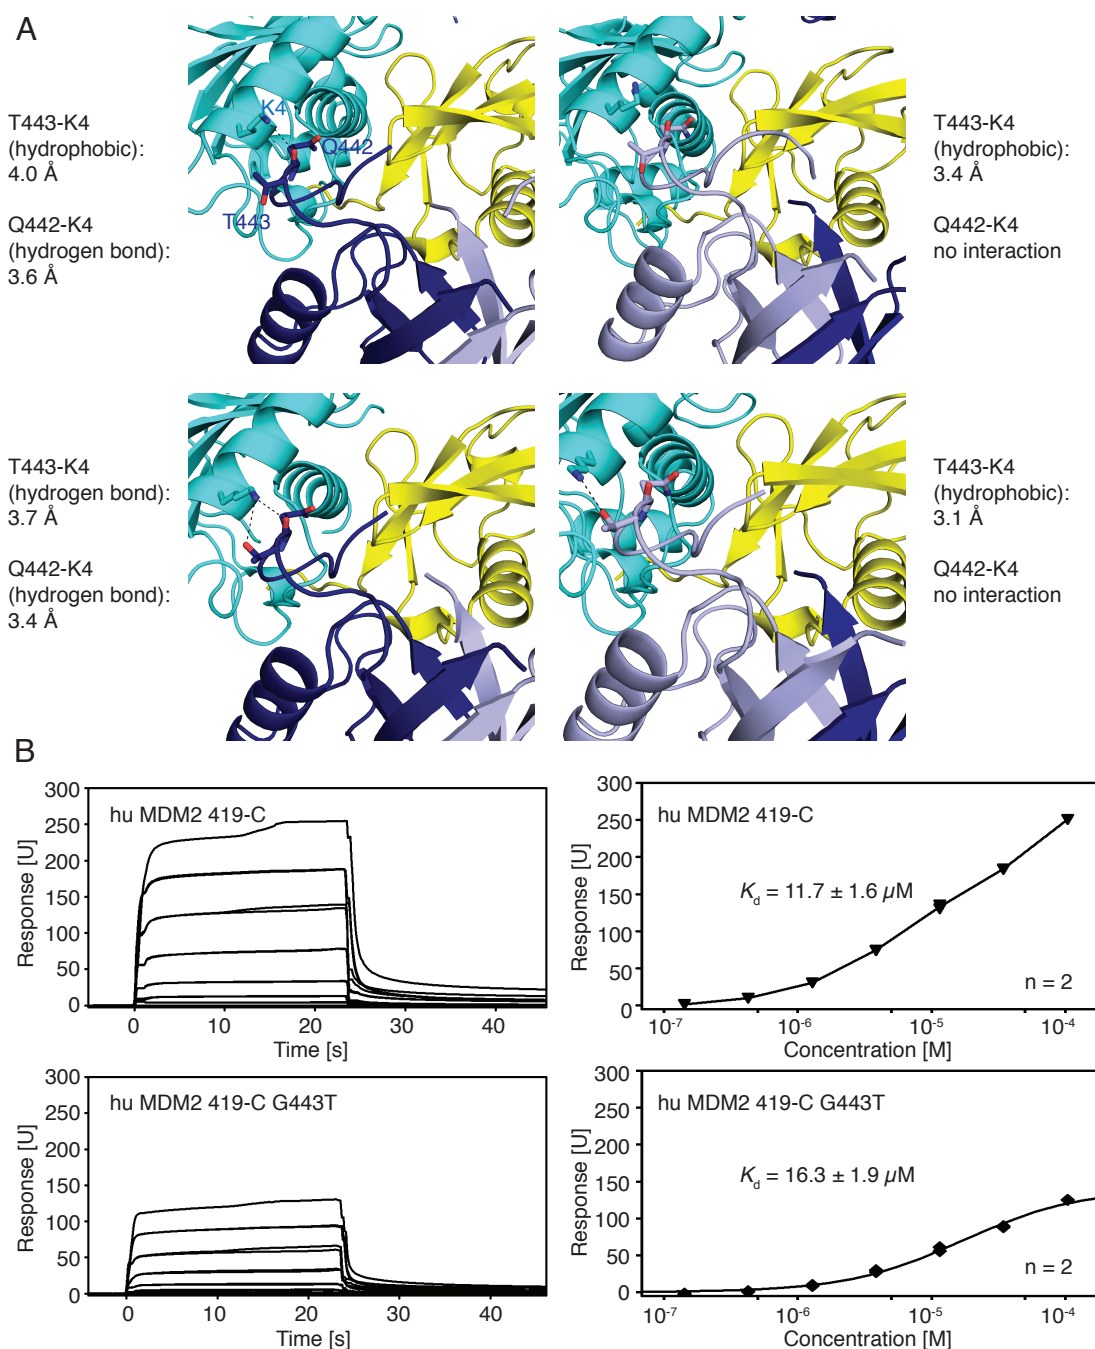 A
T443-K4
(hydrophobic):
4.0 Å
Q442-K4
(hydrogen bond):
3.6 Å
K4
Q442
T443
T443-K4
(hydrophobic):
3.4 Å
Q442-K4
no interaction
T443-K4
(hydrogen bond):
3.7 Å
Q442-K4
(hydrogen bond):
3.4 Å
T443-K4
(hydrophobic):
3.1 Å
Q442-K4
no interaction
B
300
250
200
150
100
50
0
Response [U]
hu MDM2 419-C
0 10 20 30 40
Time [s]
300
250
200
150
100
50
0
Response [U]
hu MDM2 419-C
Kd = 11.7 ± 1.6 µM
n = 2
10-7 10-6 10-5 10-4
Concentration [M]
300
250
200
150
100
50
0
Response [U]
hu MDM2 419-C G443T
0 10 20 30 40
Time [s]
300
250
200
150
100
50
0
Response [U]
hu MDM2 419-C G443T
Kd = 16.3 ± 1.9 µM
n = 2
10-7 10-6 10-5 10-4
Concentration [M]